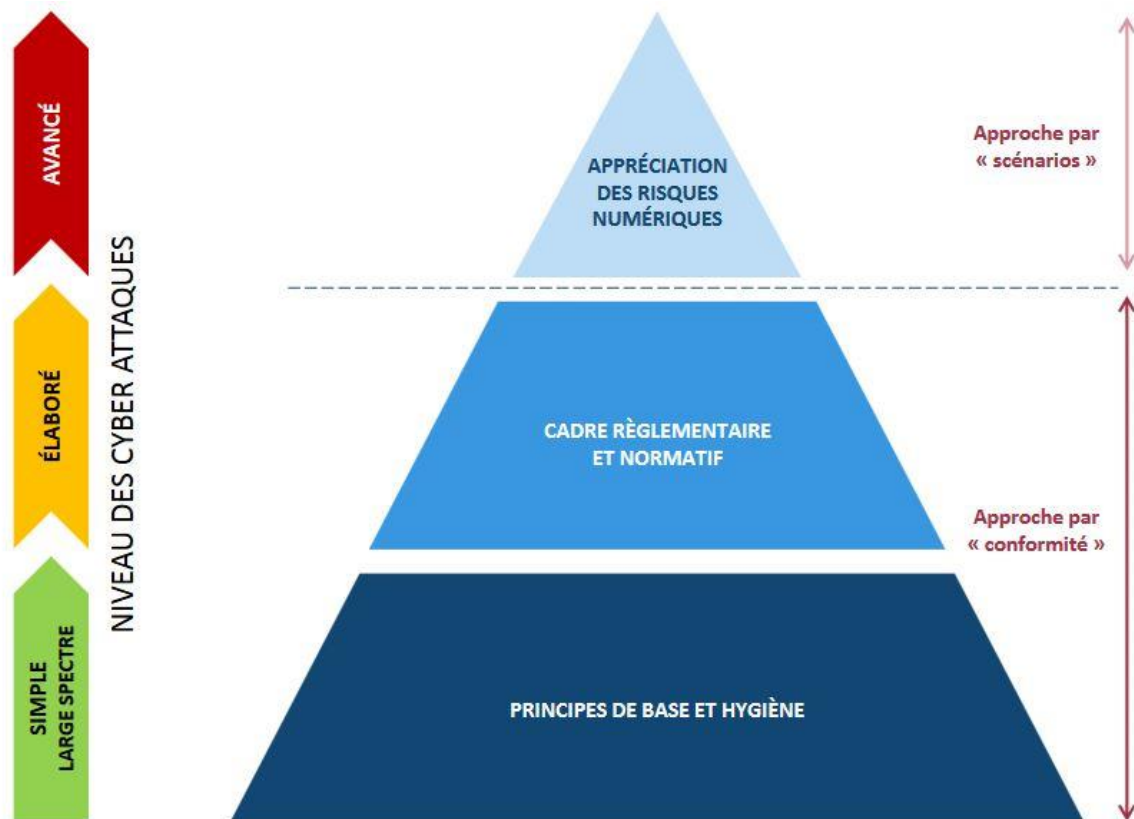 AVANCÉ
ÉLABORÉ
SIMPLE
LARGE SPECTRE
NIVEAU DES CYBER ATTAQUES
APPRÉCIATION
DES RISQUES
NUMÉRIQUES
CADRE RÈGLEMENTAIRE
ET NORMATIF
PRINCIPES DE BASE ET HYGIÈNE
Approche par
« scénarios »
Approche par
« conformité »